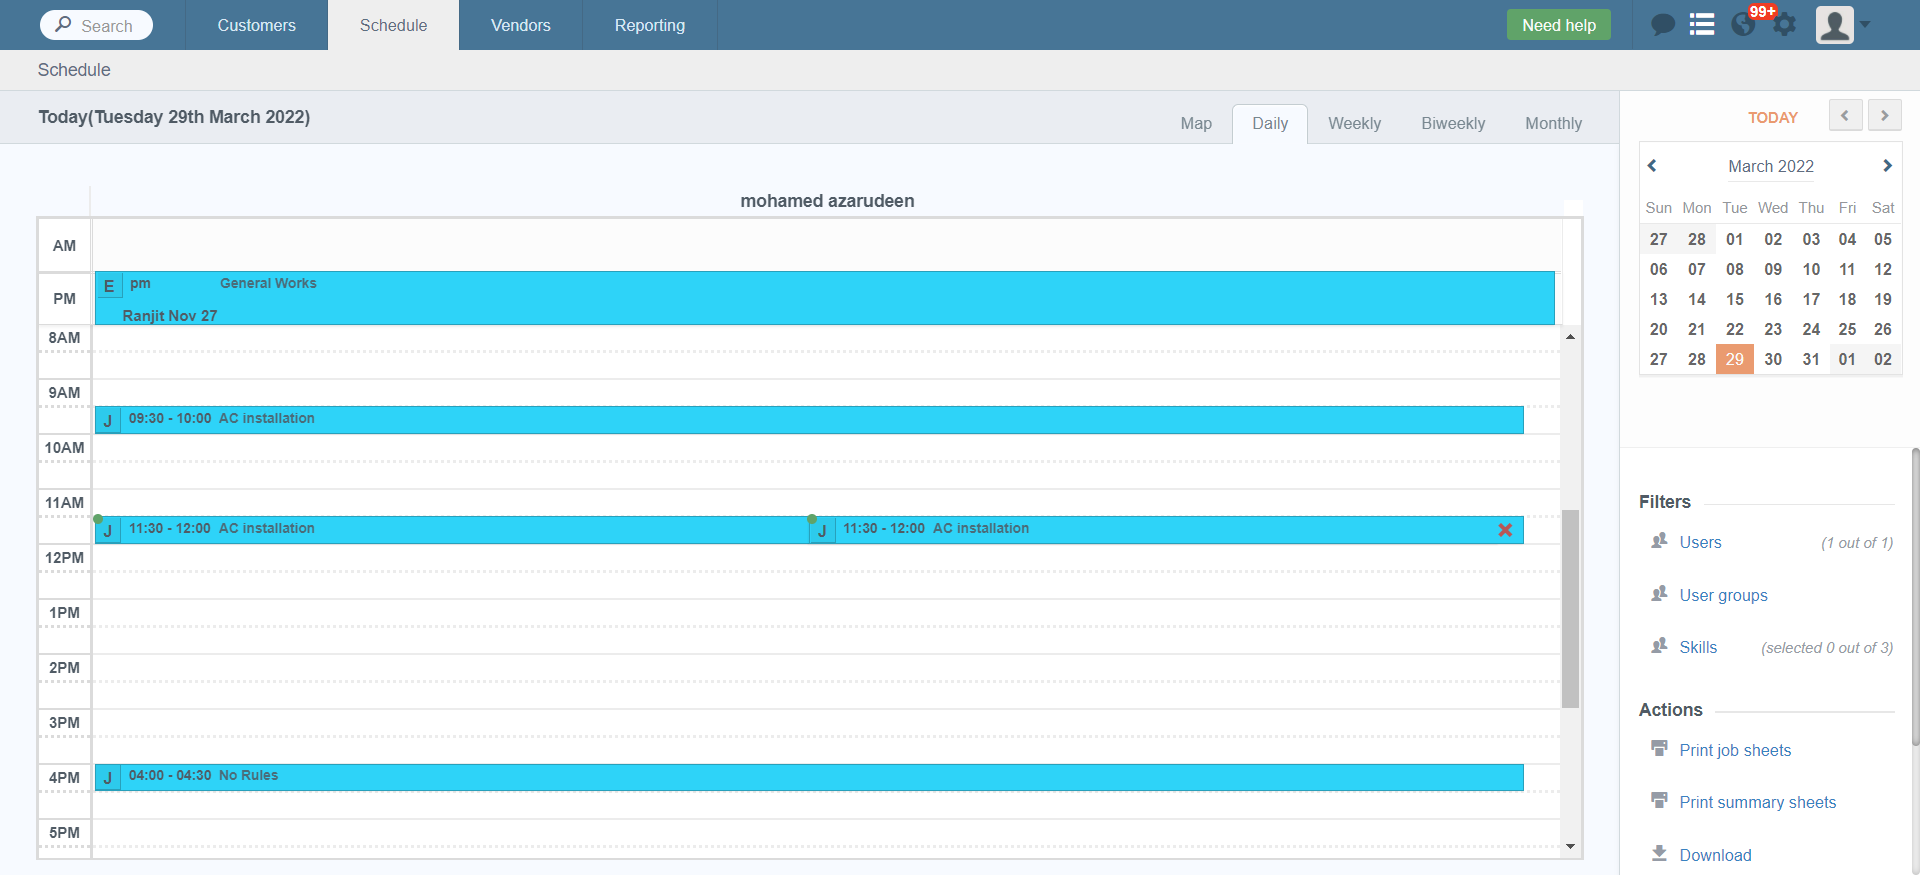 Search
Customers
Schedule
Vendors
Reporting
Need help
99+
Schedule
Today(Tuesday 29th March 2022)
Map
Daily
Weekly
Biweekly
Monthly
mohamed azarudeen
AM
PM
E pm General Works
Ranjit Nov 27
8AM
9AM
J 09:30 - 10:00 AC installation
10AM
11AM
J 11:30 - 12:00 AC installation
J 11:30 - 12:00 AC installation
12PM
1PM
2PM
3PM
4PM
J 04:00 - 04:30 No Rules
5PM
TODAY
March 2022
Sun Mon Tue Wed Thu Fri Sat
27 28 01 02 03 04 05
06 07 08 09 10 11 12
13 14 15 16 17 18 19
20 21 22 23 24 25 26
27 28 29 30 31 01 02
Filters
Users (1 out of 1)
User groups
Skills (selected 0 out of 3)
Actions
Print job sheets
Print summary sheets
Download